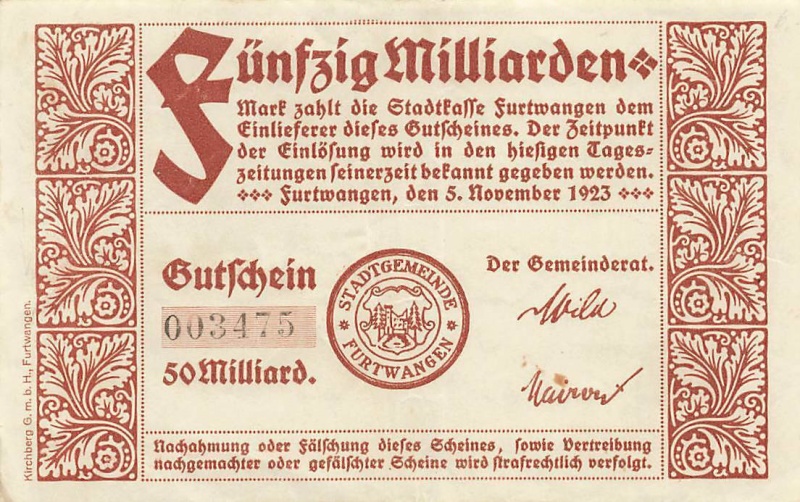 Fünfzig Milliarden
Mark zahlt die Stadtkasse Furtwangen dem
Einlieferer dieses Gutscheines. Der Zeitpunkt
der Einlösung wird in den hiesigen Tages-
zeitungen seinerzeit bekannt gegeben werden.
Furtwangen, den 5. November 1923
Gutschein
003475
50 Milliard.
STADTGEMEINDE
* FURTWANGEN *
Der Gemeinderat.
Wild
Nachahmung oder Fälschung dieses Scheines, sowie Vertreibung
nachgemachter oder gefälschter Scheine wird strafrechtlich verfolgt.
Kirchberg G. m. b. H., Furtwangen.